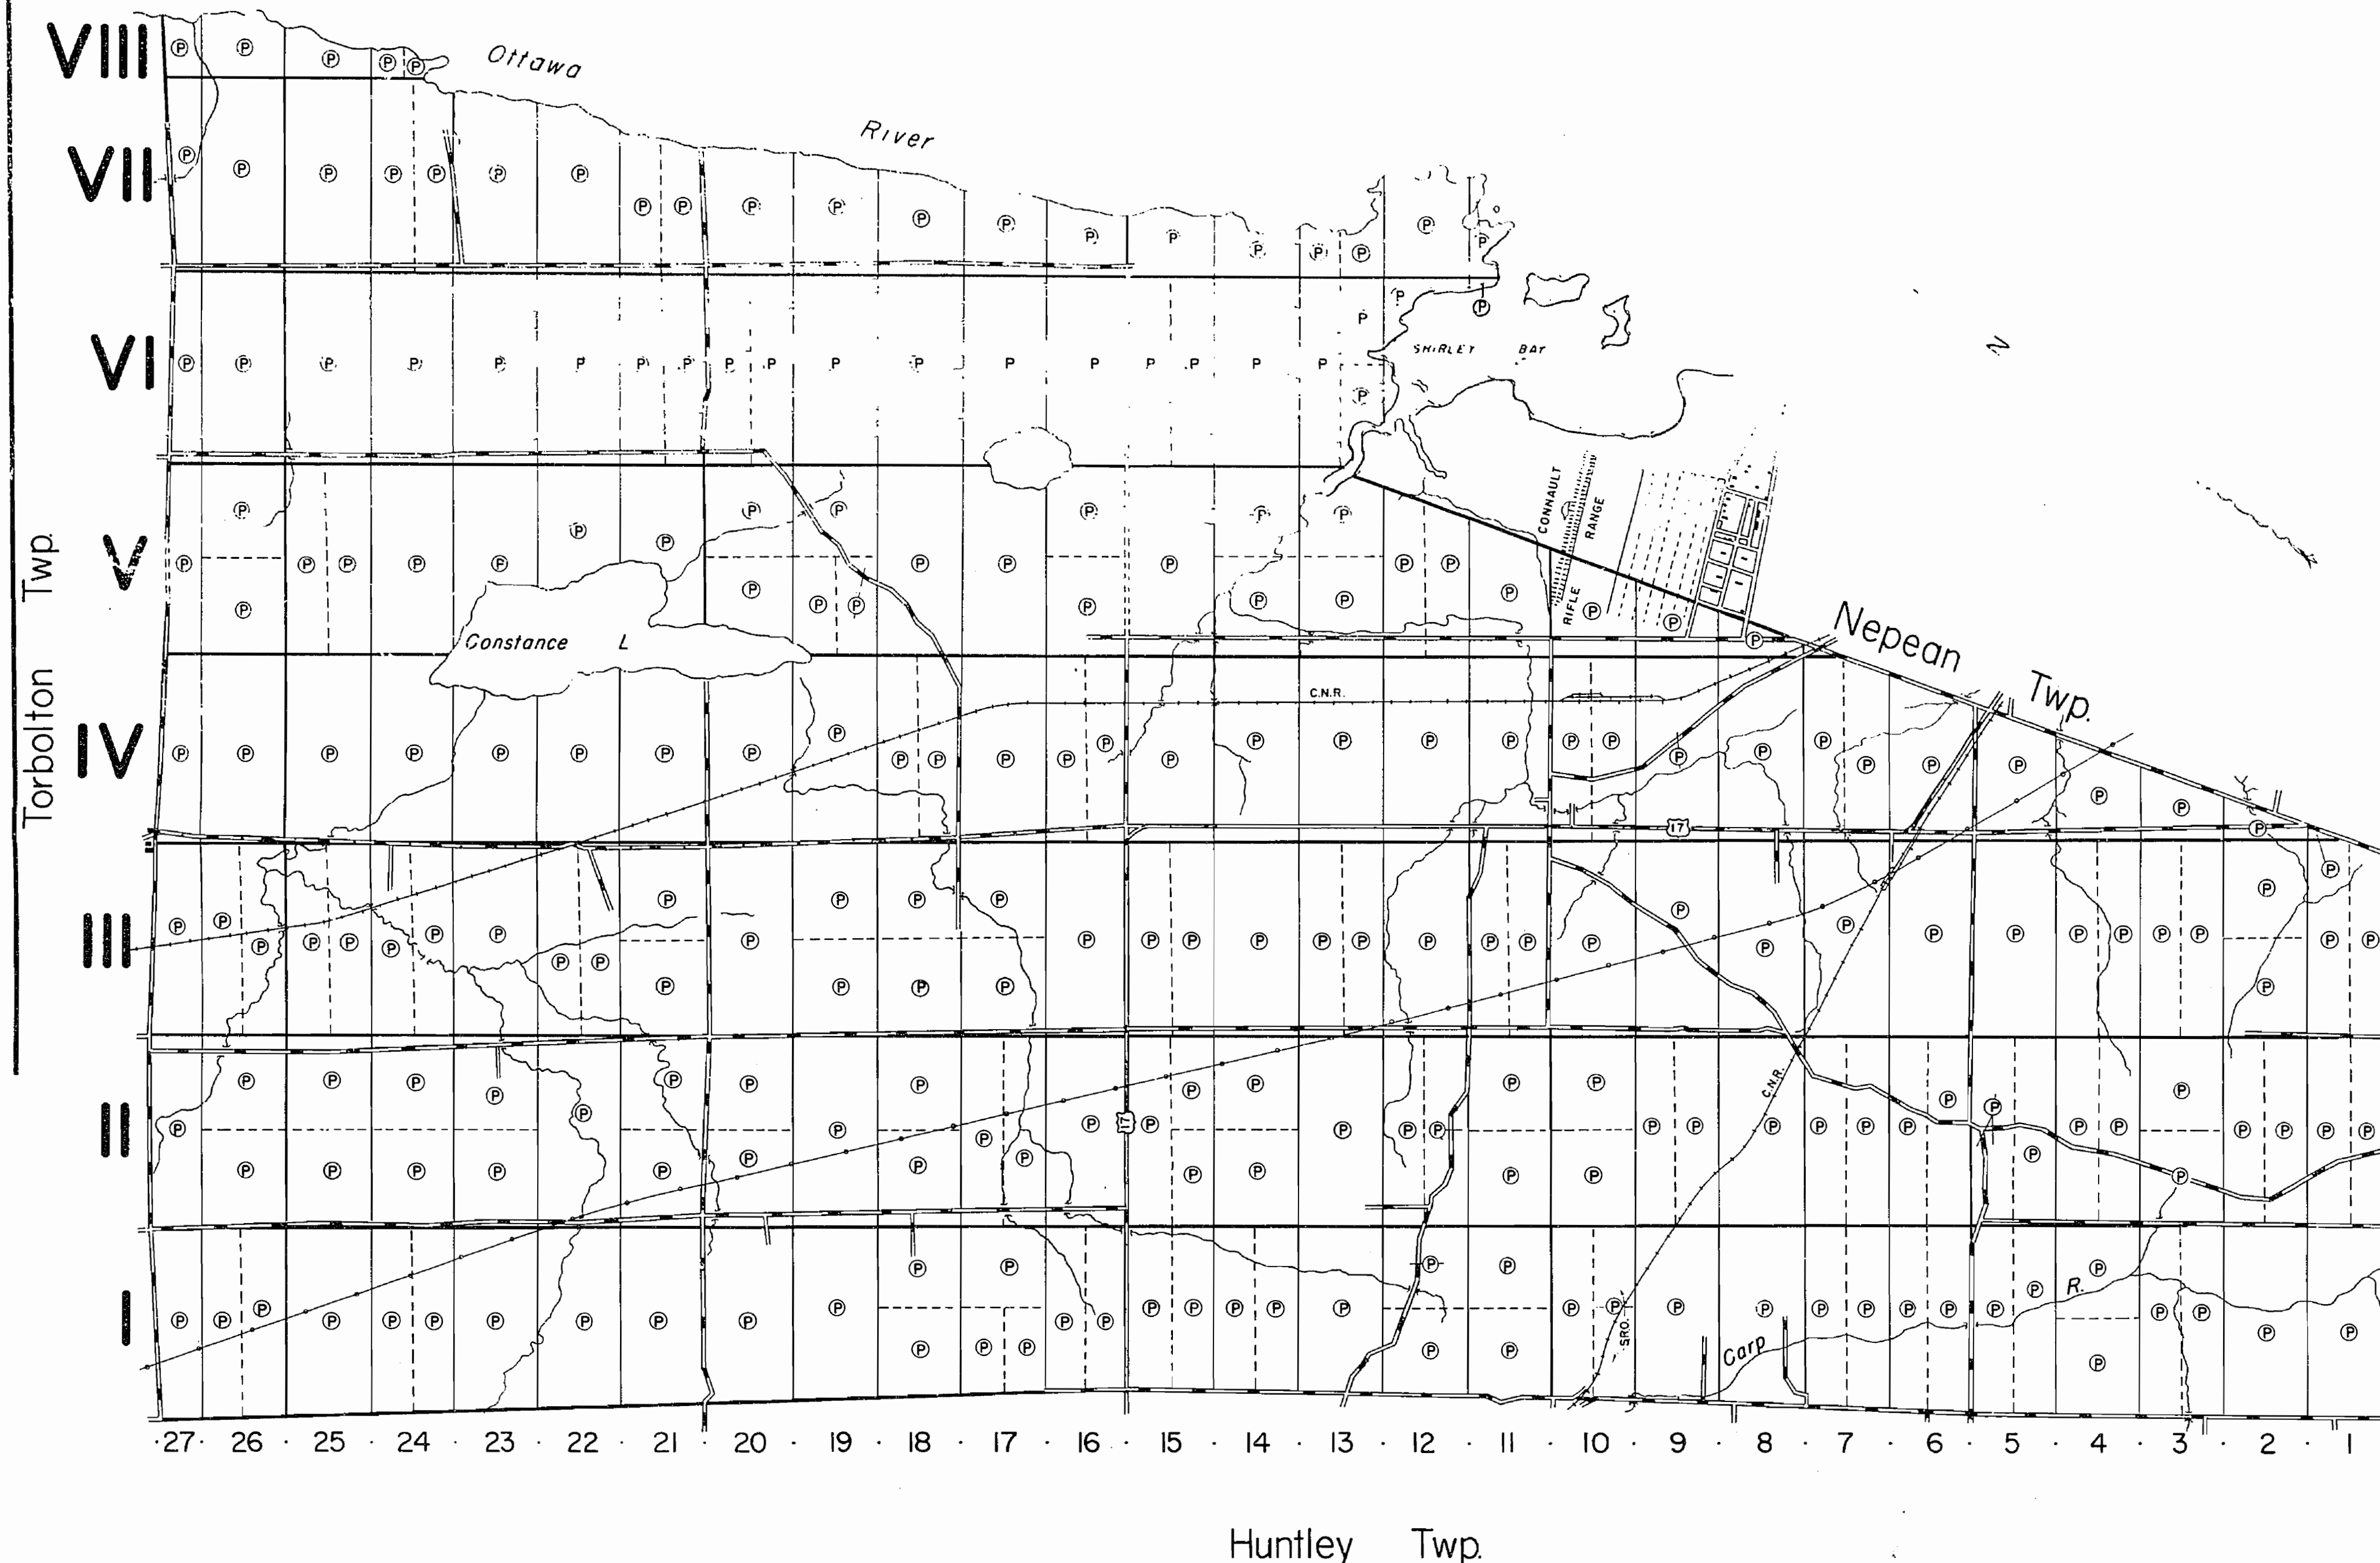 VIII
Ottawa
River
VII
VI
SHIRLEY BAY
N
V
CONNAULT
RANGE
RIFLE
Torbolton Twp.
Constance L
Nepean Twp.
C.N.R.
IV
17
III
C.N.R.
II
17
I
SRO.
Carp R.
27 26 25 24 23 22 21 20 19 18 17 16 15 14 13 12 11 10 9 8 7 6 5 4 3 2 1
Huntley Twp.